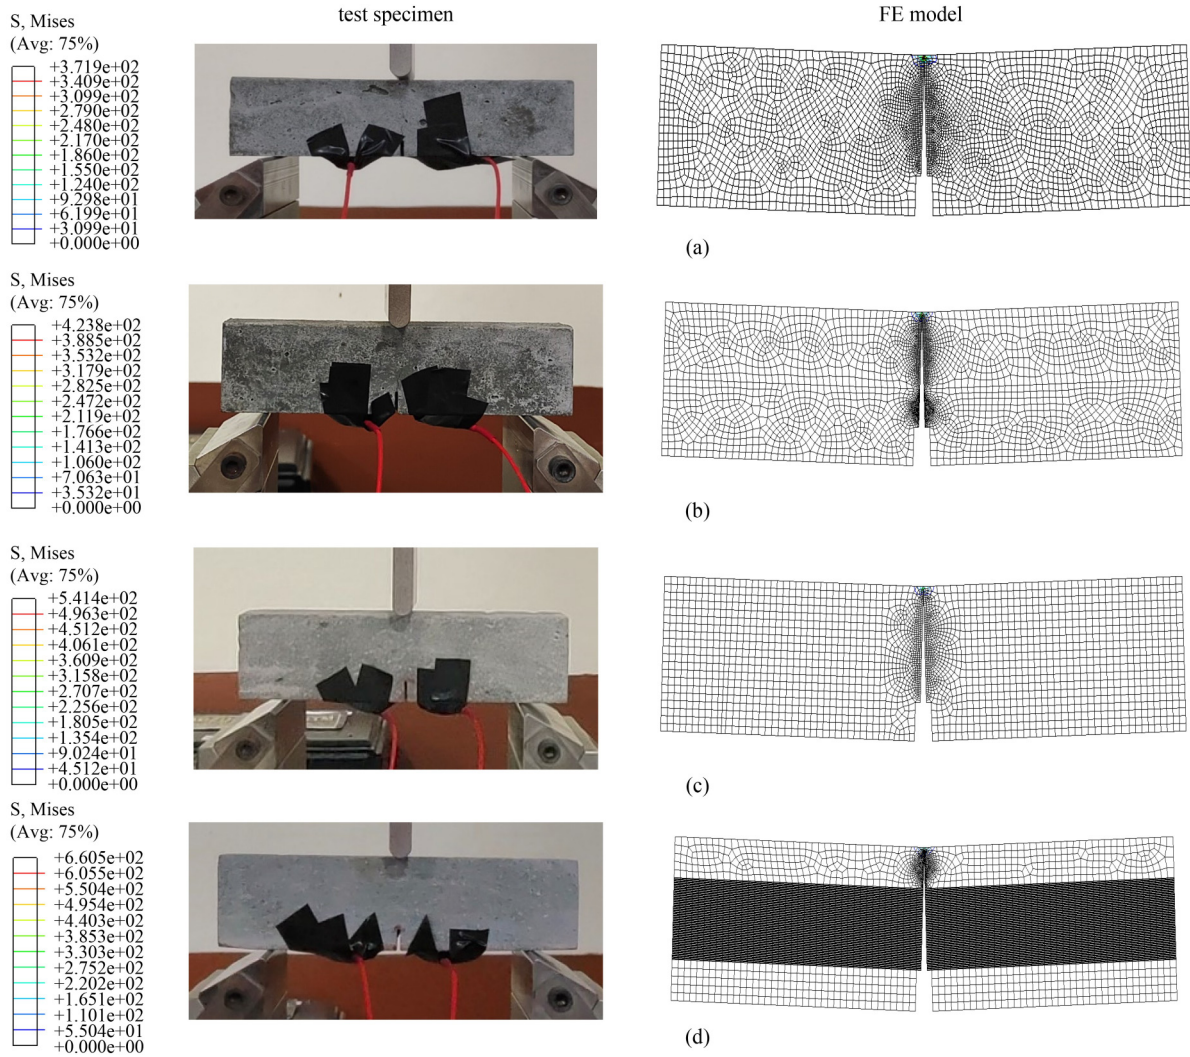 test specimen
FE model
S, Mises
(Avg: 75%)
+3.719e+02
+3.409e+02
+3.099e+02
+2.790e+02
+2.480e+02
+2.170e+02
+1.860e+02
+1.550e+02
+1.240e+02
+9.298e+01
+6.199e+01
+3.099e+01
+0.000e+00
(a)
S, Mises
(Avg: 75%)
+4.238e+02
+3.885e+02
+3.532e+02
+3.179e+02
+2.825e+02
+2.472e+02
+2.119e+02
+1.766e+02
+1.413e+02
+1.060e+02
+7.063e+01
+3.532e+01
+0.000e+00
(b)
S, Mises
(Avg: 75%)
+5.414e+02
+4.963e+02
+4.512e+02
+4.061e+02
+3.609e+02
+3.158e+02
+2.707e+02
+2.256e+02
+1.805e+02
+1.354e+02
+9.024e+01
+4.512e+01
+0.000e+00
(c)
S, Mises
(Avg: 75%)
+6.605e+02
+6.055e+02
+5.504e+02
+4.954e+02
+4.403e+02
+3.853e+02
+3.303e+02
+2.752e+02
+2.202e+02
+1.651e+02
+1.101e+02
+5.504e+01
+0.000e+00
(d)